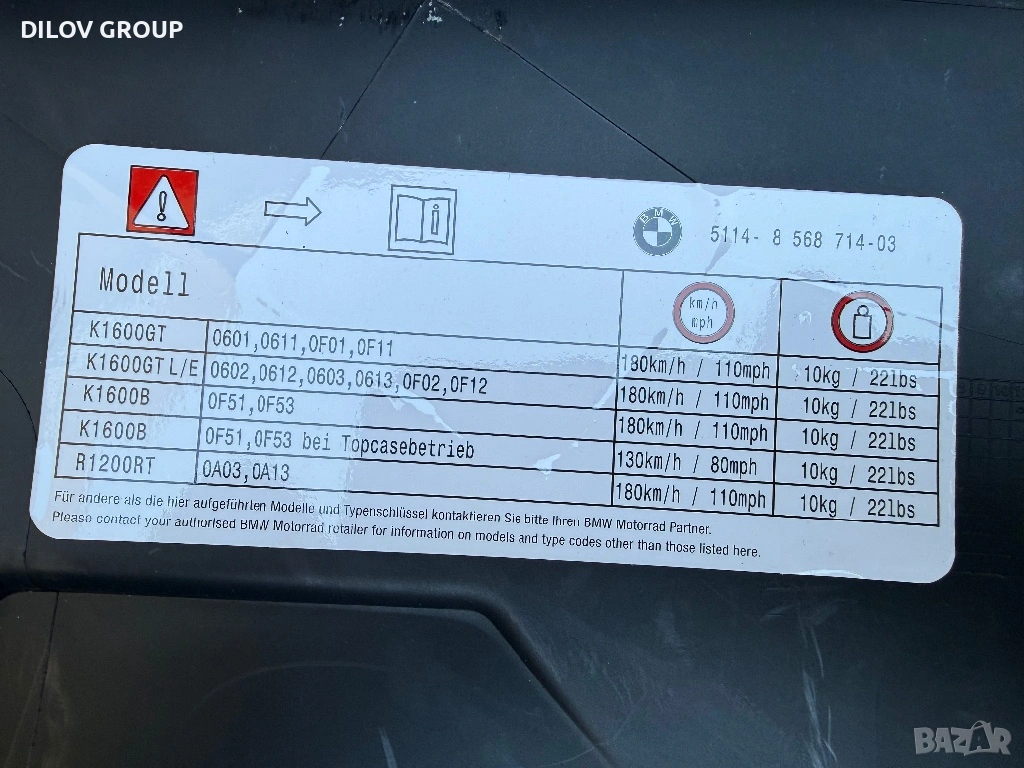 DILOV GROUP
BMW 5114- 8 568 714-03
Modell km/h mph
K1600GT 0601,0611,0F01,0F11 180km/h / 110mph 10kg / 22lbs
K1600GT L/E 0602,0612,0603,0613,0F02,0F12 180km/h / 110mph 10kg / 22lbs
K1600B 0F51,0F53 180km/h / 110mph 10kg / 22lbs
K1600B 0F51,0F53 bei Topcasebetrieb 130km/h / 80mph 10kg / 22lbs
R1200RT 0A03,0A13 180km/h / 110mph 10kg / 22lbs
Für andere als die hier aufgeführten Modelle und Typenschlüssel kontaktieren Sie bitte Ihren BMW Motorrad Partner.
Please contact your authorised BMW Motorrad retailer for information on models and type codes other than those listed here.
BAZAR